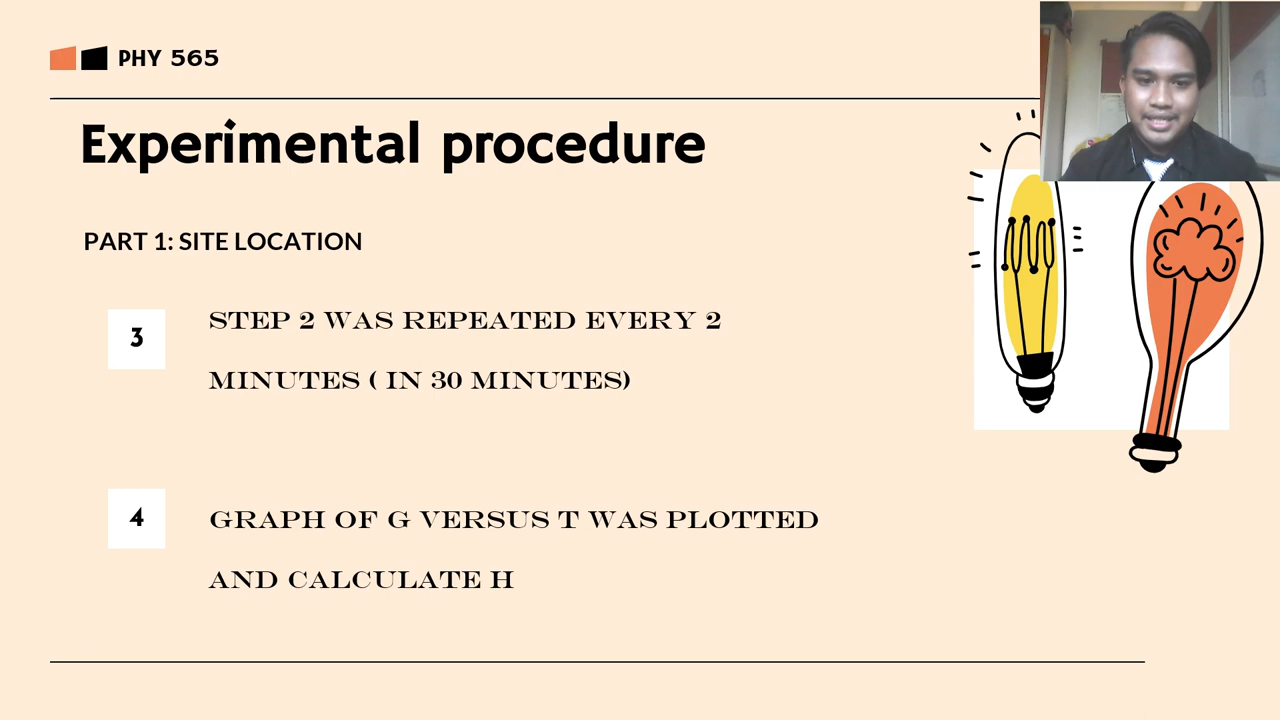 PHY 565
Experimental procedure
PART 1: SITE LOCATION
3
STEP 2 WAS REPEATED EVERY 2
MINUTES ( IN 30 MINUTES)
4
GRAPH OF G VERSUS T WAS PLOTTED
AND CALCULATE H